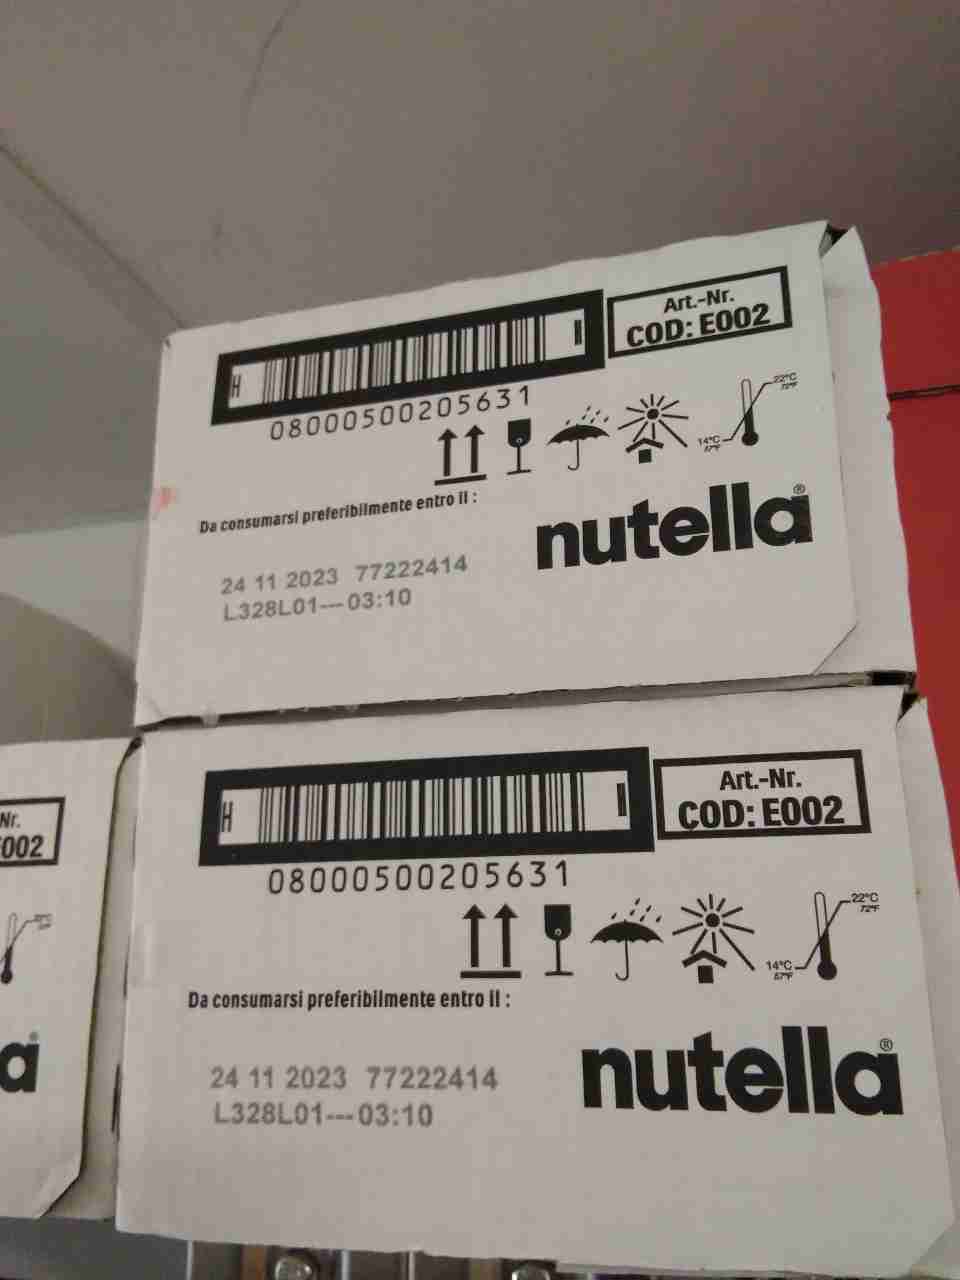 Art.-Nr.
COD: E002
H
08000500205631
22°C
72°F
14°C
57°F
Da consumarsi preferibilmente entro il :
nutella®
24 11 2023 77222414
L328L01---03:10
Art.-Nr.
COD: E002
H
08000500205631
22°C
72°F
14°C
57°F
Da consumarsi preferibilmente entro il :
nutella®
24 11 2023 77222414
L328L01---03:10
Nr.
E002
a®